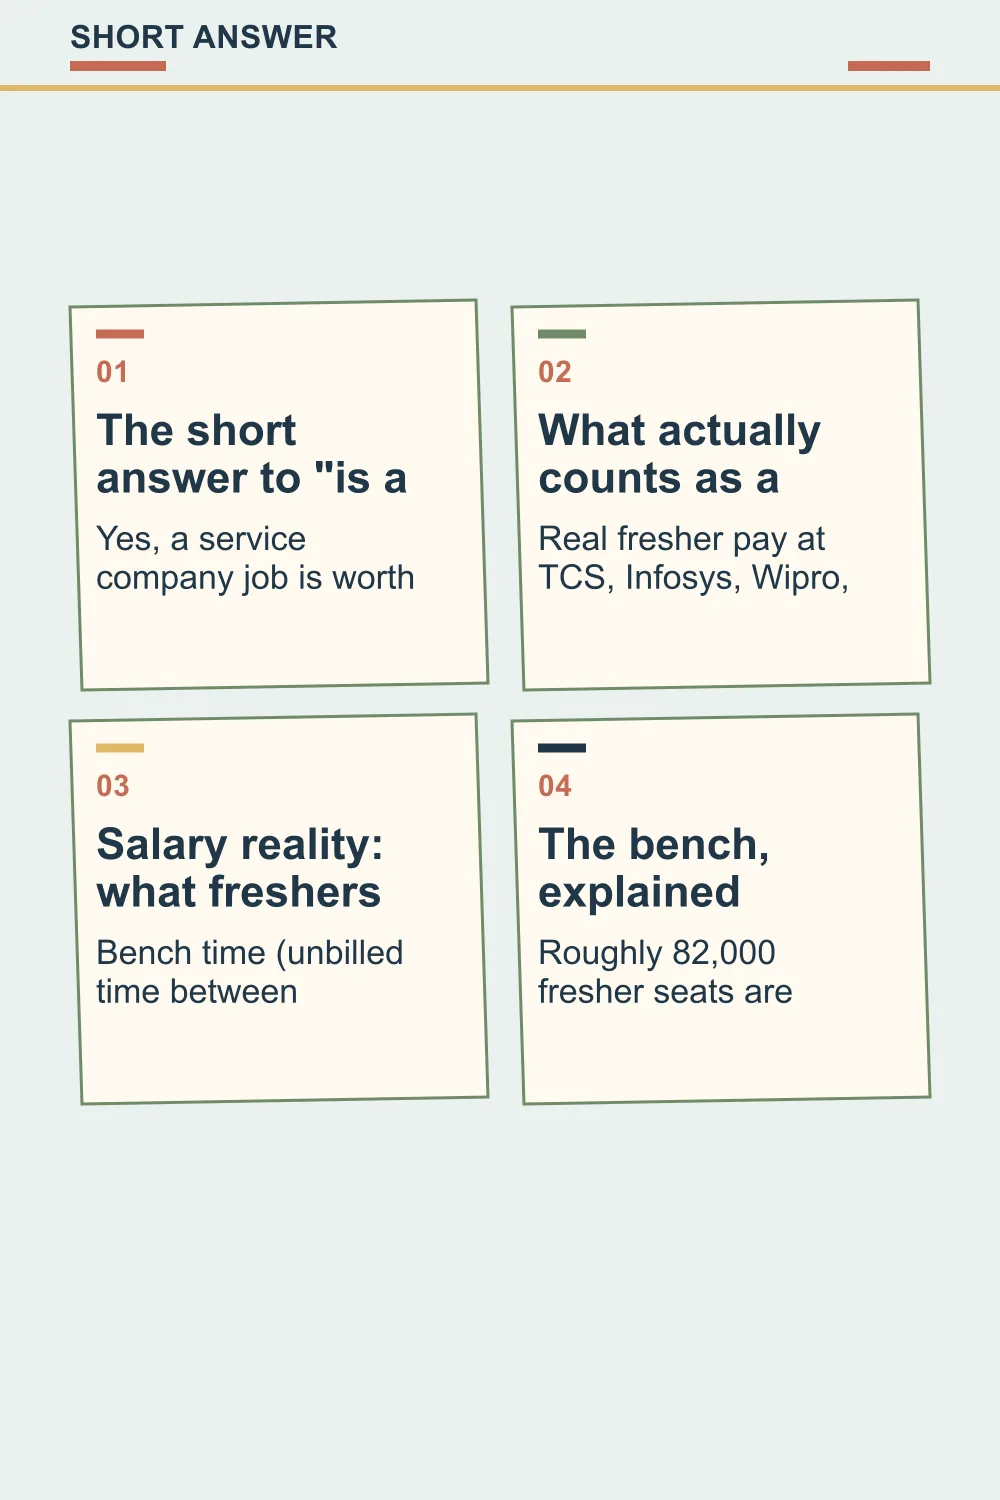 SHORT ANSWER
01
The short
answer to "is a
Yes, a service
company job is worth
02
What actually
counts as a
Real fresher pay at
TCS, Infosys, Wipro,
03
Salary reality:
what freshers
Bench time (unbilled
time between
04
The bench,
explained
Roughly 82,000
fresher seats are